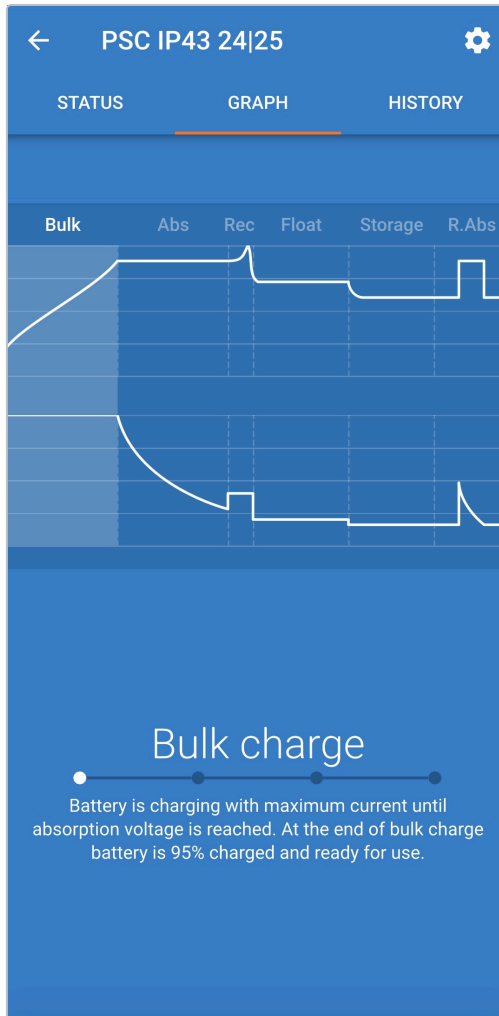 PSC IP43 24|25
STATUS GRAPH HISTORY
Bulk Abs Rec Float Storage R.Abs
Bulk charge
Battery is charging with maximum current until
absorption voltage is reached. At the end of bulk charge
battery is 95% charged and ready for use.